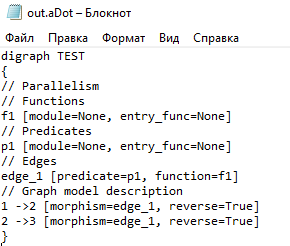 out.aDot – Блокнот
Файл Правка Формат Вид Справка
digraph TEST
{
// Parallelism
// Functions
f1 [module=None, entry_func=None]
// Predicates
p1 [module=None, entry_func=None]
// Edges
edge_1 [predicate=p1, function=f1]
// Graph model description
1 ->2 [morphism=edge_1, reverse=True]
2 ->3 [morphism=edge_1, reverse=True]
}